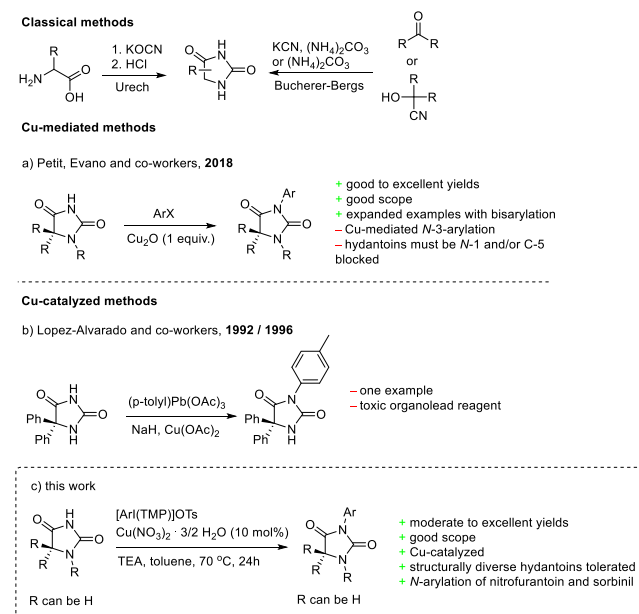 Classical methods
O
H
R
N
1. KOCN
O
KCN, (NH4)2CO3
R R
O
2. HCl
R
O
or (NH4)2CO3
or
H2N
N
Urech
H
Bucherer-Bergs
OH
HO R
R
CN
Cu-mediated methods
a) Petit, Evano and co-workers, 2018
+ good to excellent yields
+ good scope
+ expanded examples with bisarylation
– Cu-mediated N-3-arylation
– hydantoins must be N-1 and/or C-5
blocked
O H N O
R R N R
ArX
Cu2O (1 equiv.)
Ar
O N O
R R N R
Cu-catalyzed methods
b) Lopez-Alvarado and co-workers, 1992 / 1996
O H N O
Ph Ph N H
(p-tolyl)Pb(OAc)3
NaH, Cu(OAc)2
O N O
Ph Ph N H
– one example
– toxic organolead reagent
c) this work
O H N O
R R N R
R can be H
[ArI(TMP)]OTs
Cu(NO3)2 · 3/2 H2O (10 mol%)
TEA, toluene, 70 °C, 24h
Ar
O N O
R R N R
R can be H
+ moderate to excellent yields
+ good scope
+ Cu-catalyzed
+ structurally diverse hydantoins tolerated
+ N-arylation of nitrofurantoin and sorbinil